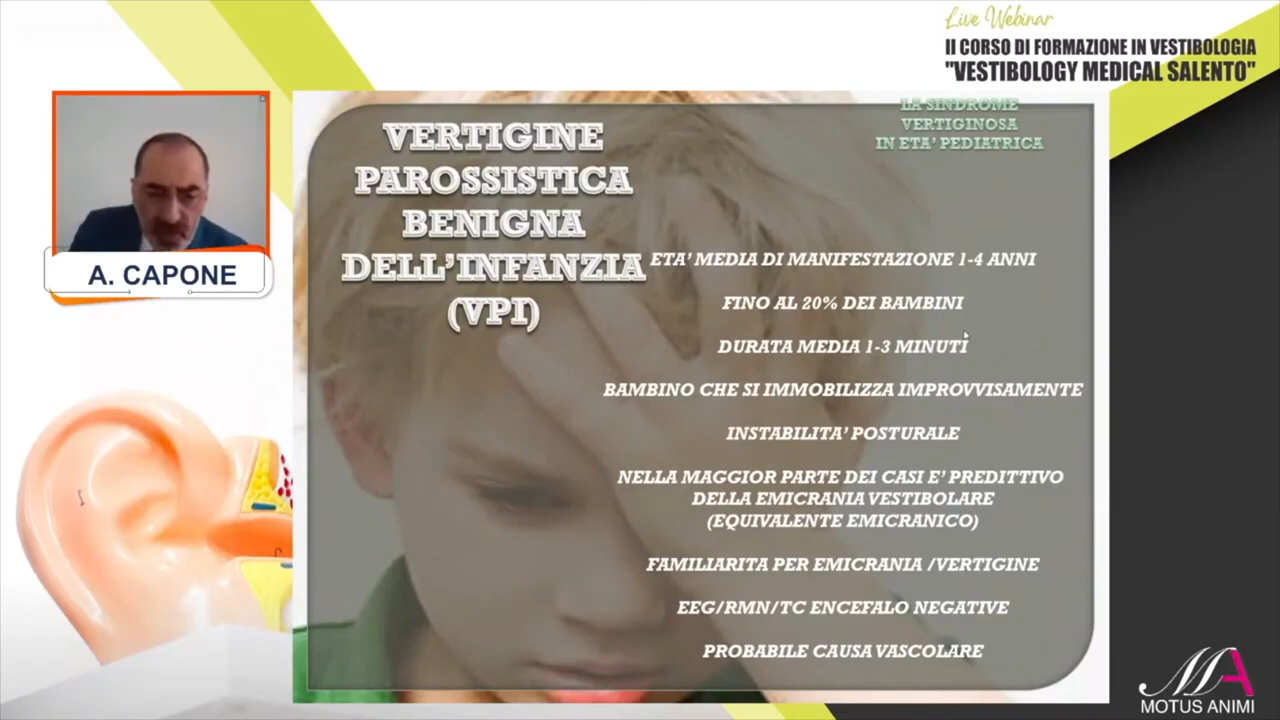 Live Webinar
II CORSO DI FORMAZIONE IN VESTIBOLOGIA
"VESTIBOLOGY MEDICAL SALENTO"
A. CAPONE
LA SINDROME
VERTIGINOSA
IN ETA' PEDIATRICA
VERTIGINE
PAROSSISTICA
BENIGNA
DELL'INFANZIA
(VPI)
ETA' MEDIA DI MANIFESTAZIONE 1-4 ANNI
FINO AL 20% DEI BAMBINI
DURATA MEDIA 1-3 MINUTI
BAMBINO CHE SI IMMOBILIZZA IMPROVVISAMENTE
INSTABILITA' POSTURALE
NELLA MAGGIOR PARTE DEI CASI E' PREDITTIVO
DELLA EMICRANIA VESTIBOLARE
(EQUIVALENTE EMICRANICO)
FAMILIARITA PER EMICRANIA /VERTIGINE
EEG/RMN/TC ENCEFALO NEGATIVE
PROBABILE CAUSA VASCOLARE
MA
MOTUS ANIMI